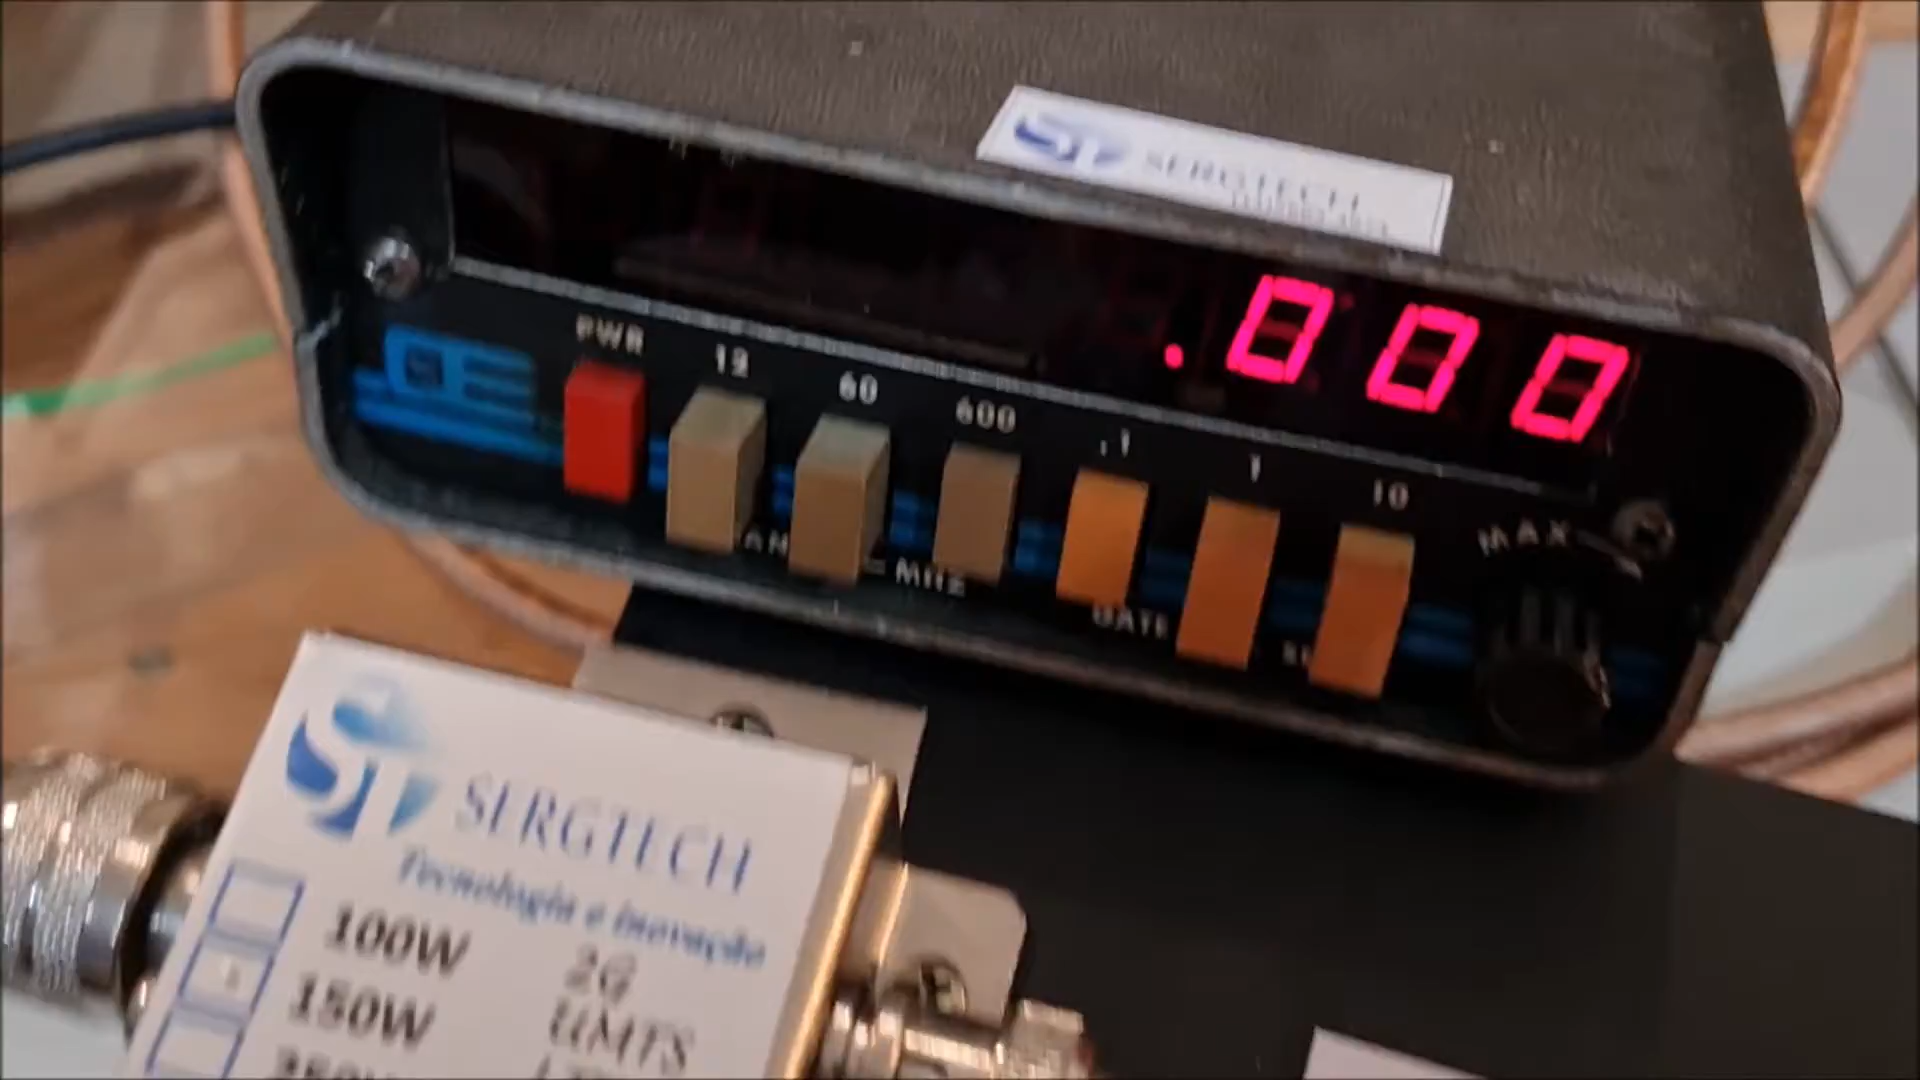 SERGTECH
.000
PWR
12
60
600
.1
1
10
MAX
MHZ
GATE
SERGTECH
Tecnologia e inovação
100W 2G
150W UMTS